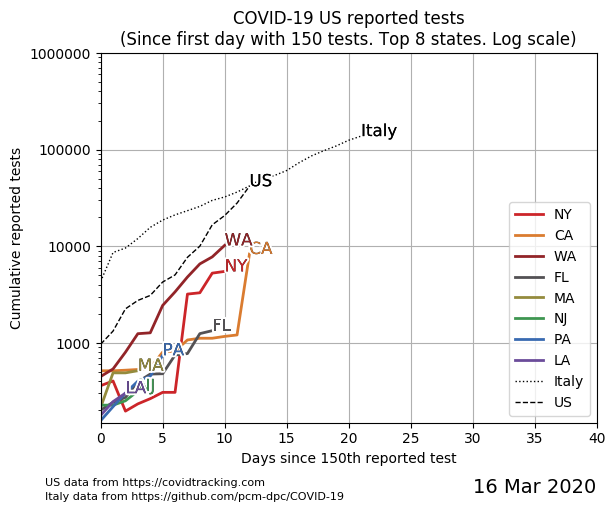 COVID-19 US reported tests
(Since first day with 150 tests. Top 8 states. Log scale)
Cumulative reported tests
1000000
100000
10000
1000
Italy
US
WA
CA
NY
FL
PA
MA
NJ
LA
NY
CA
WA
FL
MA
NJ
PA
LA
Italy
US
0 5 10 15 20 25 30 35 40
Days since 150th reported test
US data from https://covidtracking.com
Italy data from https://github.com/pcm-dpc/COVID-19
16 Mar 2020